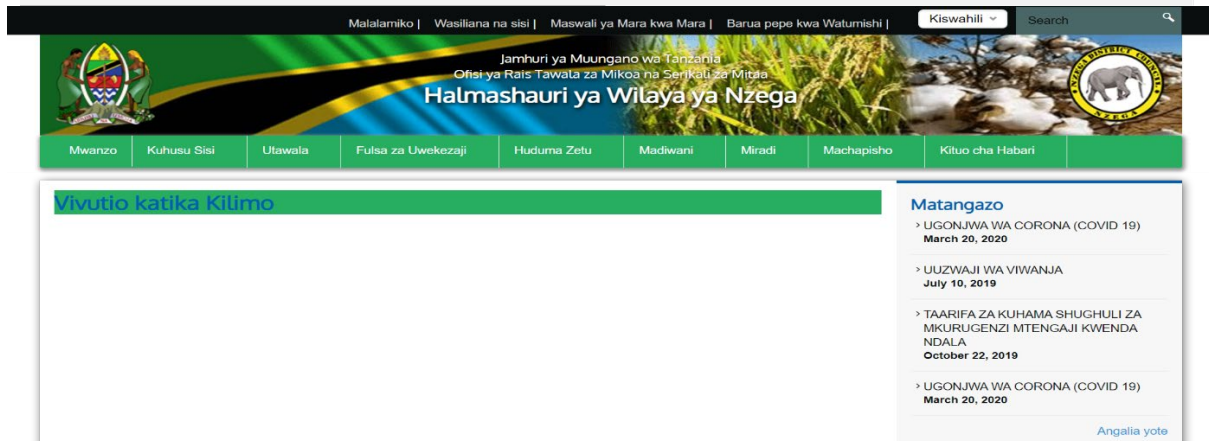 Malalamiko | Wasiliana na sisi | Maswali ya Mara kwa Mara | Barua pepe kwa Watumishi | Kiswahili Search
Jamhuri ya Muungano wa Tanzania
Ofisi ya Rais Tawala za Mikoa na Serikali za Mitaa
Halmashauri ya Wilaya ya Nzega
NZEGA DISTRICT COUNCIL
NZEGA
Mwanzo Kuhusu Sisi Utawala Fulsa za Uwekezaji Huduma Zetu Madiwani Miradi Machapisho Kituo cha Habari
Vivutio katika Kilimo
Matangazo
UGONJWA WA CORONA (COVID 19)
March 20, 2020
UUZWAJI WA VIWANJA
July 10, 2019
TAARIFA ZA KUHAMA SHUGHULI ZA
MKURUGENZI MTENGAJI KWENDA
NDALA
October 22, 2019
UGONJWA WA CORONA (COVID 19)
March 20, 2020
Angalia yote